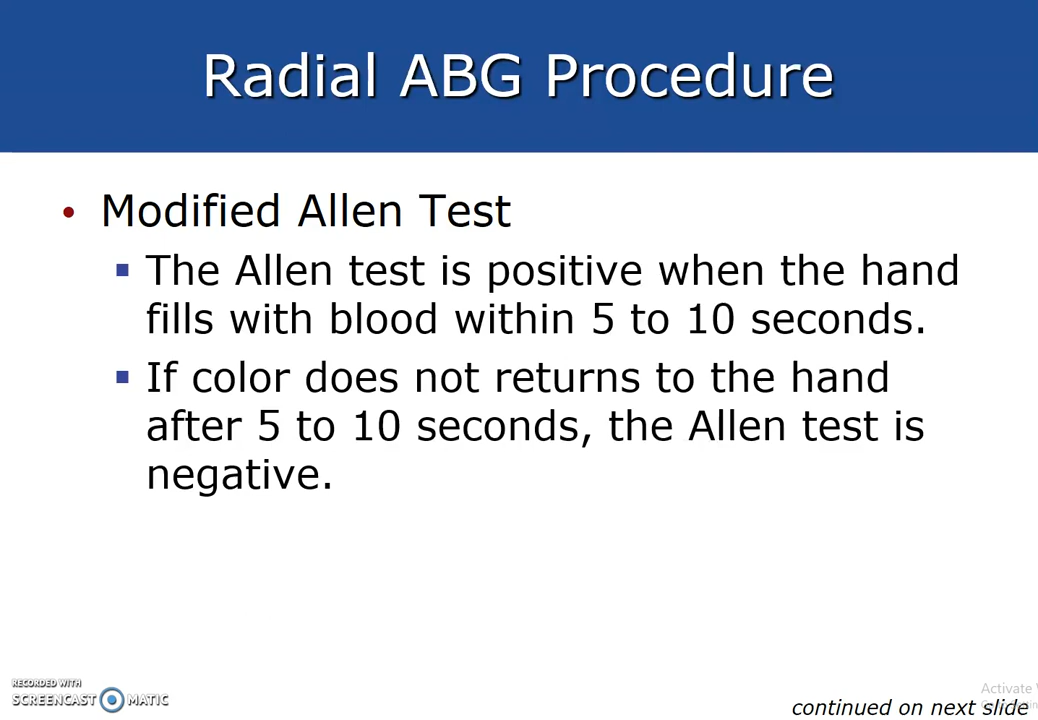 Radial ABG Procedure
• Modified Allen Test
▪ The Allen test is positive when the hand
fills with blood within 5 to 10 seconds.
▪ If color does not returns to the hand
after 5 to 10 seconds, the Allen test is
negative.
RECORDED WITH
SCREENCAST MATIC
Activate
continued on next slide